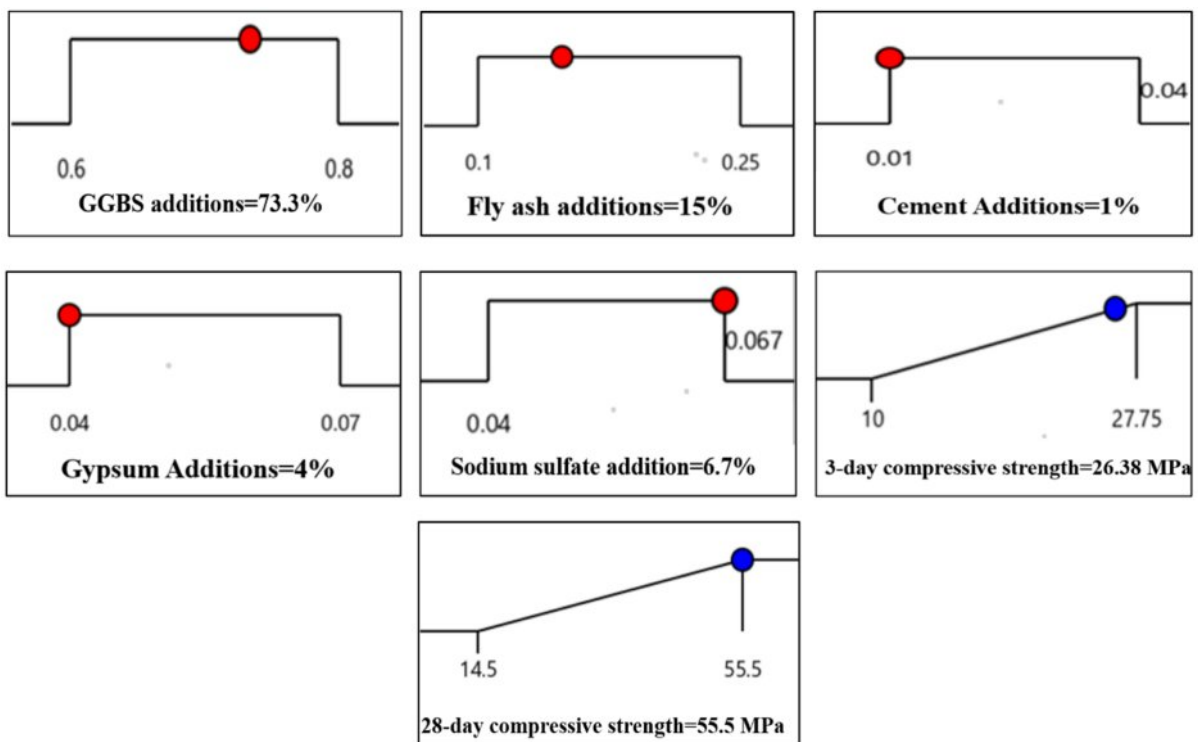 0.6 0.8
GGBS additions=73.3%
0.1 0.25
Fly ash additions=15%
0.04
0.01
Cement Additions=1%
0.04 0.07
Gypsum Additions=4%
0.067
0.04
Sodium sulfate addition=6.7%
10 27.75
3-day compressive strength=26.38 MPa
14.5 55.5
28-day compressive strength=55.5 MPa